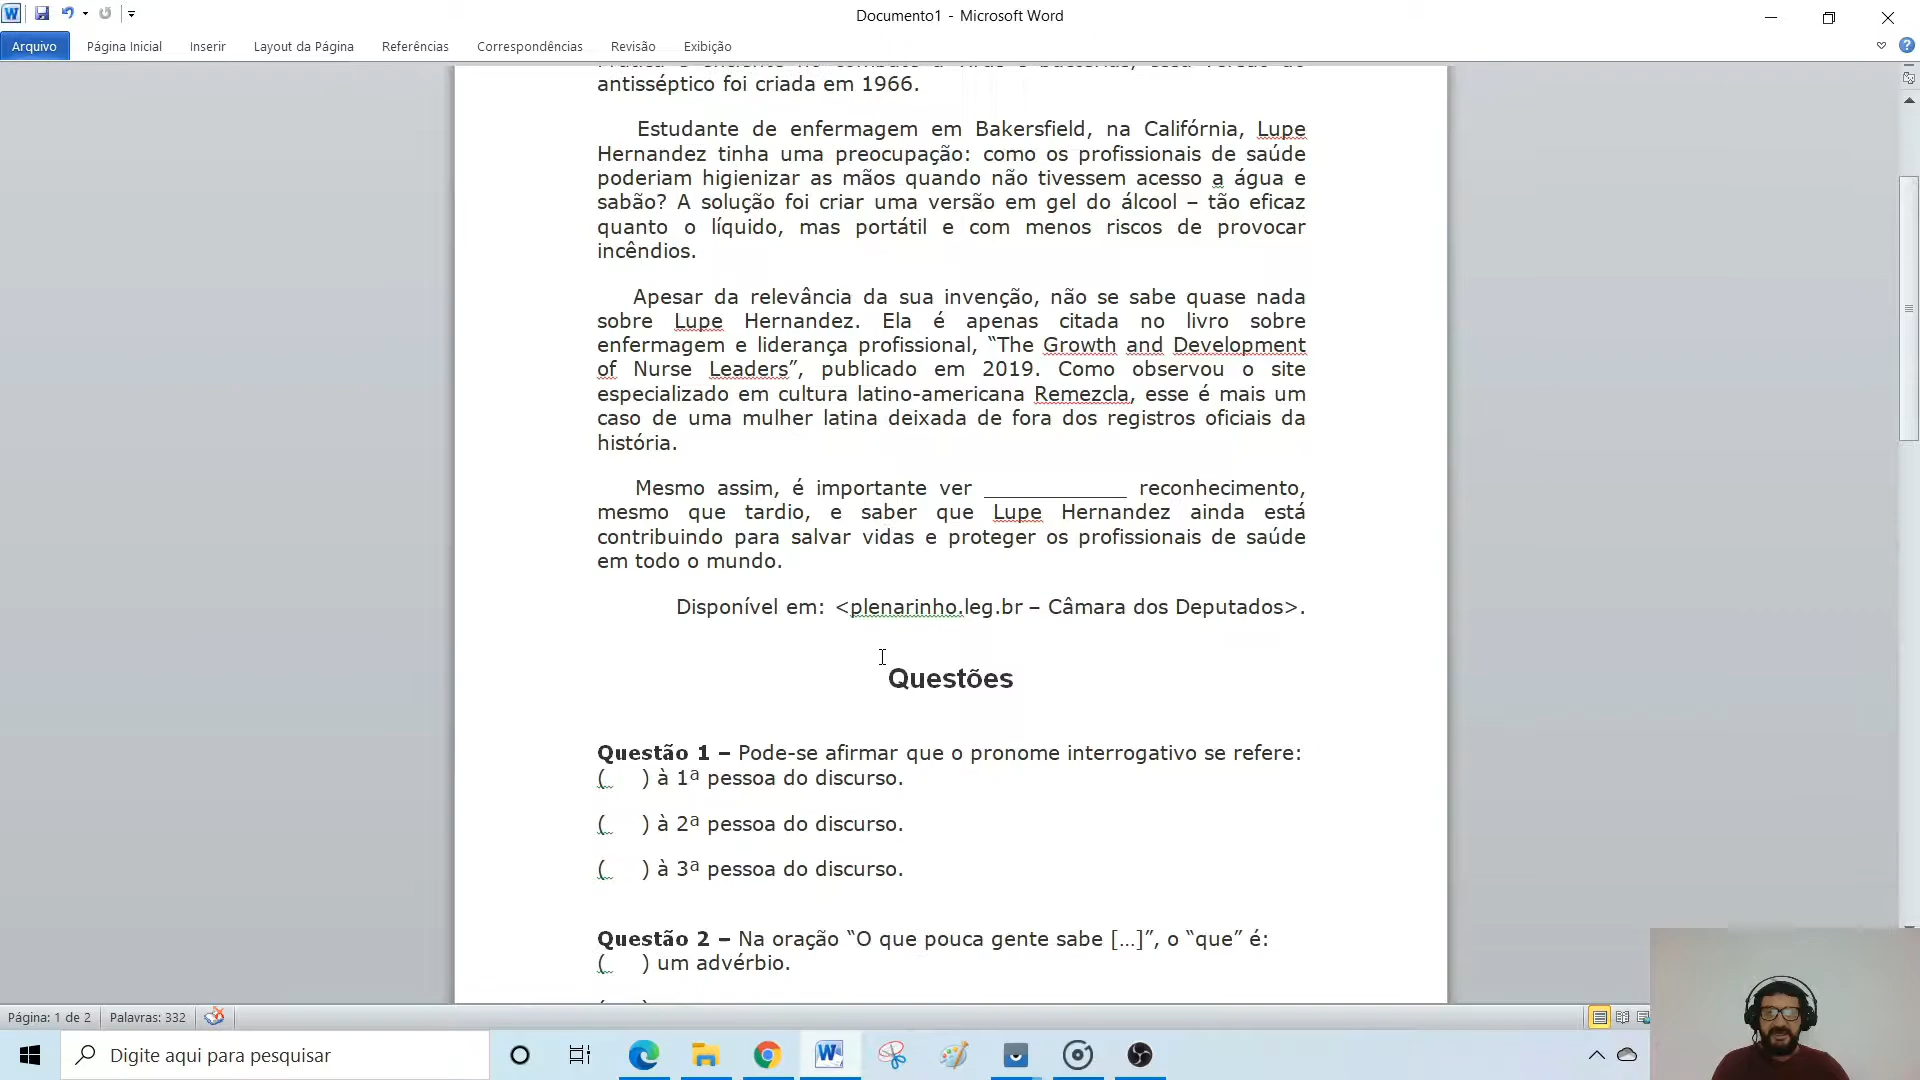 Documento1 - Microsoft Word
Arquivo
Página Inicial
Inserir
Layout da Página
Referências
Correspondências
Revisão
Exibição
antisséptico foi criada em 1966.
Estudante de enfermagem em Bakersfield, na Califórnia, Lupe
Hernandez tinha uma preocupação: como os profissionais de saúde
poderiam higienizar as mãos quando não tivessem acesso a água e
sabão? A solução foi criar uma versão em gel do álcool – tão eficaz
quanto o líquido, mas portátil e com menos riscos de provocar
incêndios.
Apesar da relevância da sua invenção, não se sabe quase nada
sobre Lupe Hernandez. Ela é apenas citada no livro sobre
enfermagem e liderança profissional, “The Growth and Development
of Nurse Leaders”, publicado em 2019. Como observou o site
especializado em cultura latino-americana Remezcla, esse é mais um
caso de uma mulher latina deixada de fora dos registros oficiais da
história.
Mesmo assim, é importante ver _____________ reconhecimento,
mesmo que tardio, e saber que Lupe Hernandez ainda está
contribuindo para salvar vidas e proteger os profissionais de saúde
em todo o mundo.
Disponível em: <plenarinho.leg.br – Câmara dos Deputados>.
Questões
Questão 1 – Pode-se afirmar que o pronome interrogativo se refere:
(   ) à 1ª pessoa do discurso.
(   ) à 2ª pessoa do discurso.
(   ) à 3ª pessoa do discurso.
Questão 2 – Na oração “O que pouca gente sabe [...]”, o “que” é:
(   ) um advérbio.
Página: 1 de 2
Palavras: 332
Digite aqui para pesquisar